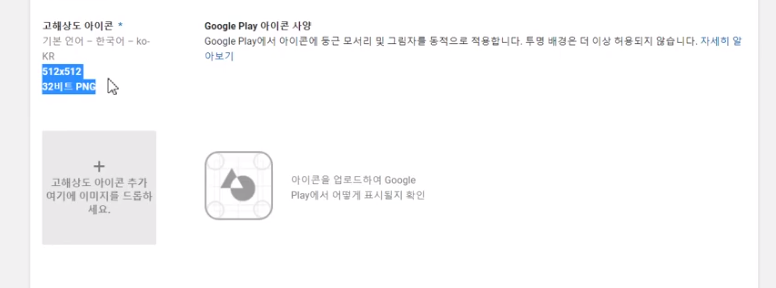 고해상도 아이콘 *
기본 언어 – 한국어 – ko-
KR
512x512
32비트 PNG
Google Play 아이콘 사양
Google Play에서 아이콘에 둥근 모서리 및 그림자를 동적으로 적용합니다. 투명 배경은 더 이상 허용되지 않습니다. 자세히 알
아보기
+
고해상도 아이콘 추가
여기에 이미지를 드롭하
세요.
아이콘을 업로드하여 Google
Play에서 어떻게 표시될지 확인